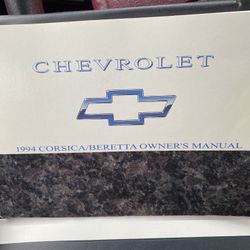 CHEVROLET
1994 CORSICA/BERETTA OWNER'S MANUAL